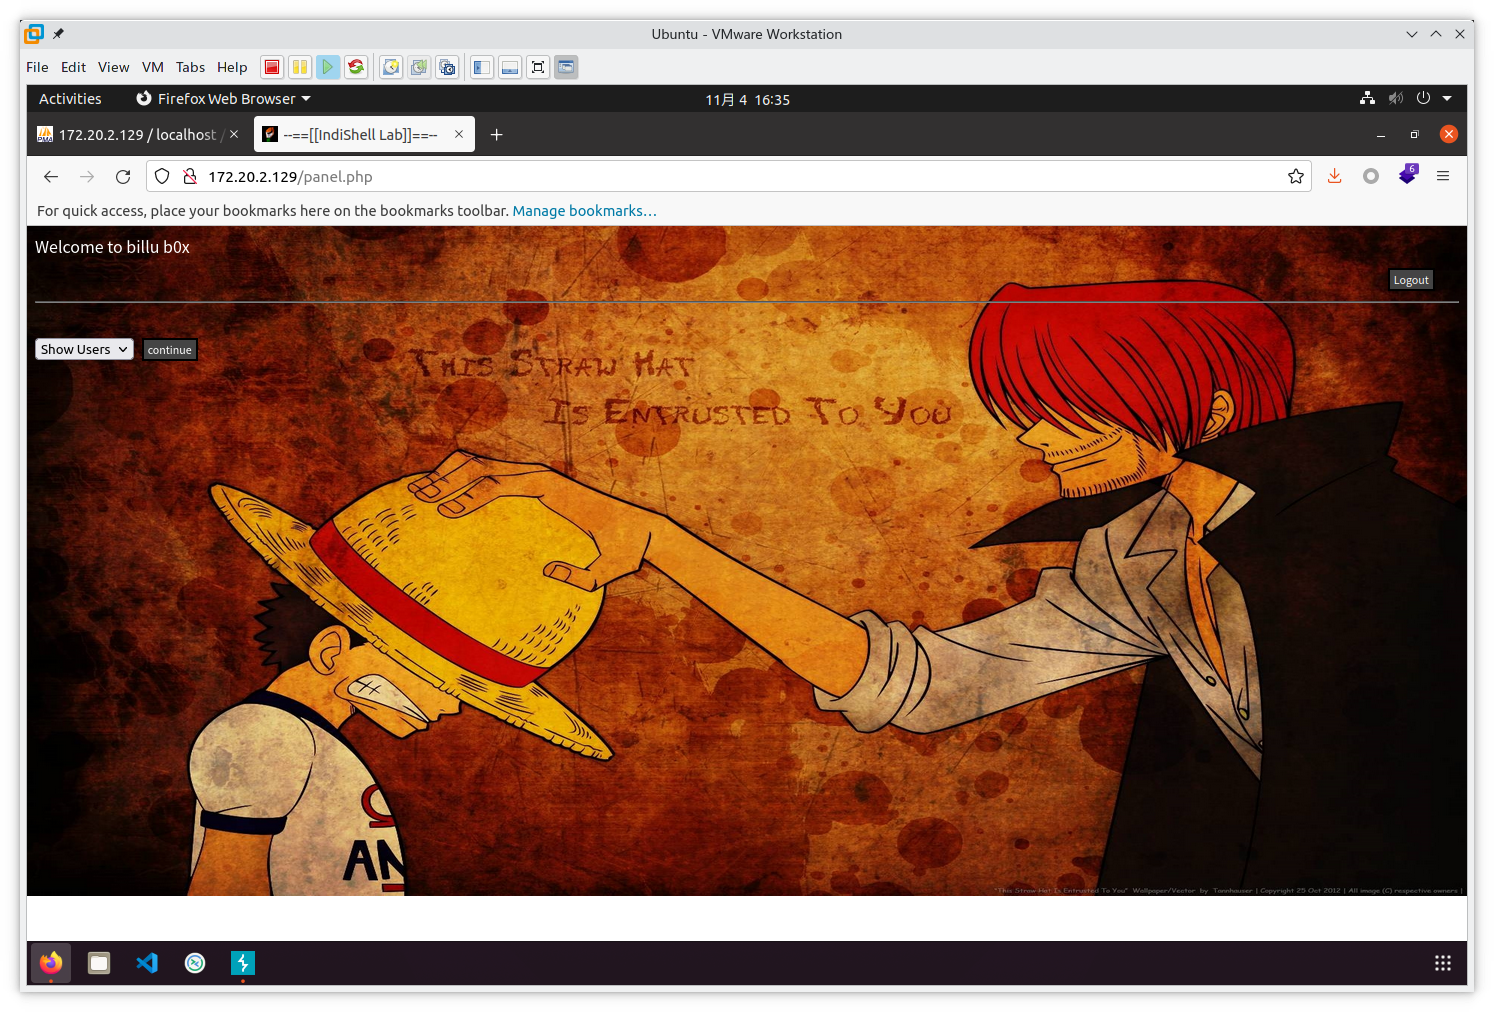 Ubuntu - VMware Workstation
File Edit View VM Tabs Help
Activities Firefox Web Browser 11月 4 16:35
172.20.2.129 / localhost / --==[[IndiShell Lab]]==--
172.20.2.129/panel.php 6
For quick access, place your bookmarks here on the bookmarks toolbar. Manage bookmarks…
Welcome to billu b0x
Logout
Show Users continue
This Straw Hat
Is Entrusted To You
AN
"This Straw Hat Is Entrusted To You" Wallpaper/Vector by Tannhauser | Copyright 25 Oct 2012 | All image (C) respective owners |